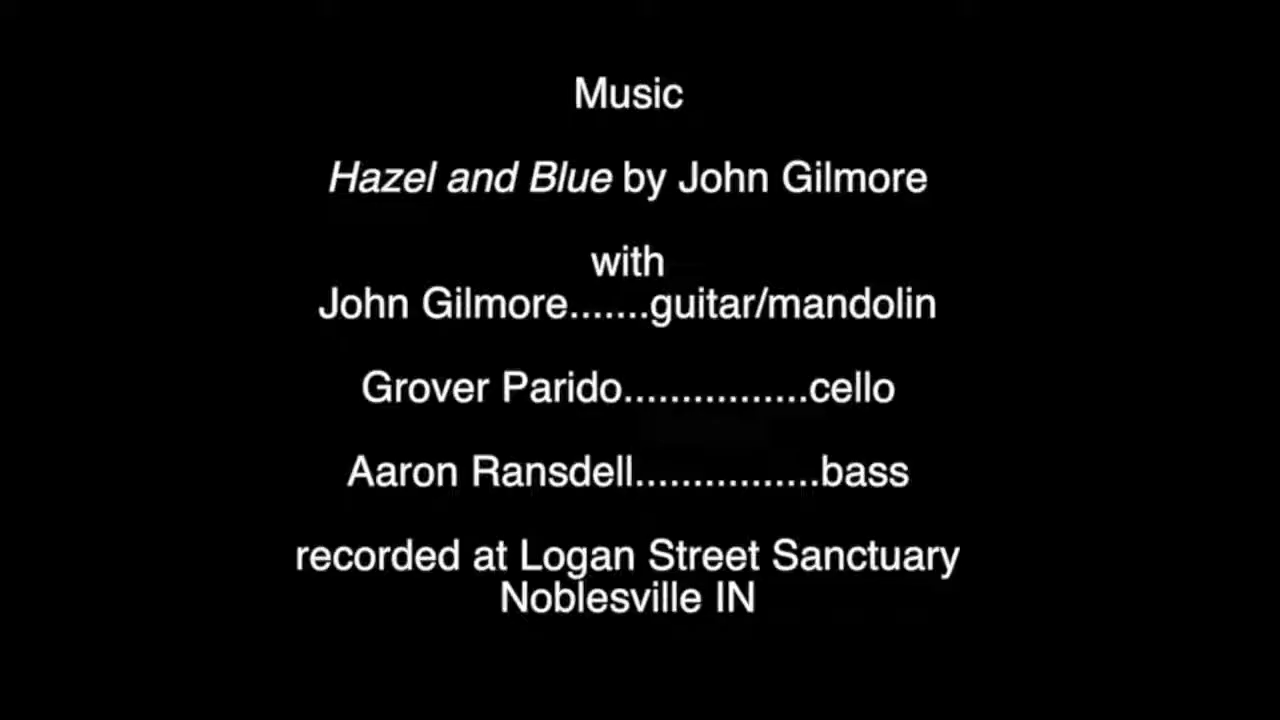 Music
Hazel and Blue by John Gilmore
with
John Gilmore.......guitar/mandolin
Grover Parido................cello
Aaron Ransdell................bass
recorded at Logan Street Sanctuary
Noblesville IN